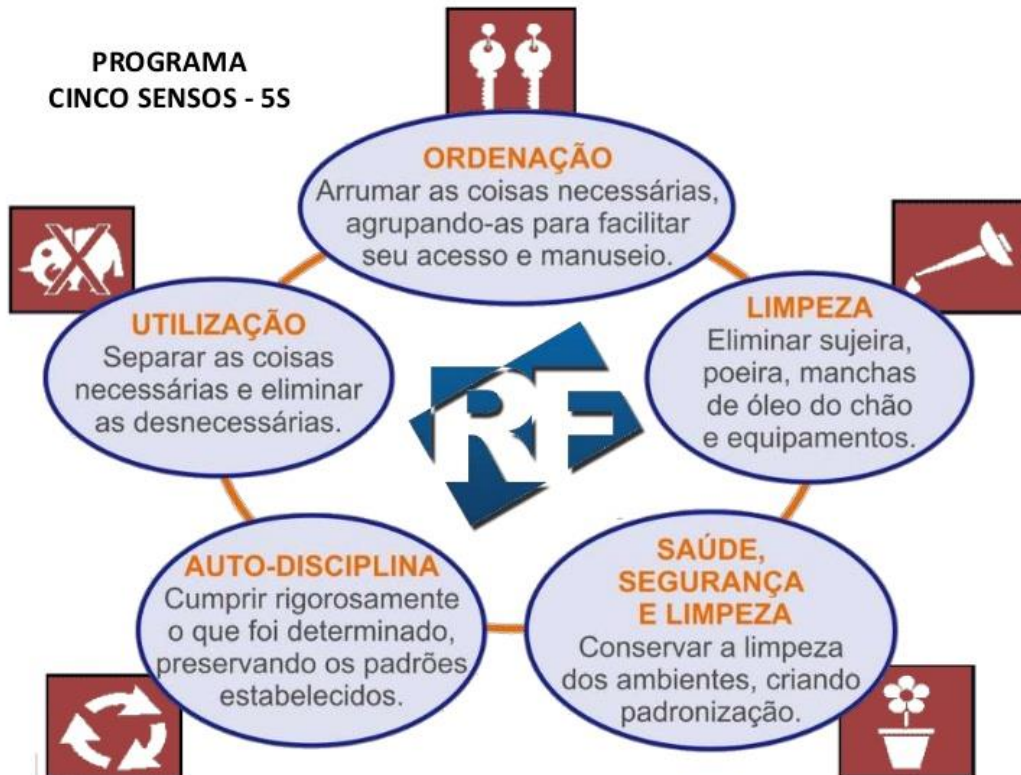 PROGRAMA
CINCO SENSOS - 5S
ORDENAÇÃO
Arrumar as coisas necessárias,
agrupando-as para facilitar
seu acesso e manuseio.
UTILIZAÇÃO
Separar as coisas
necessárias e eliminar
as desnecessárias.
LIMPEZA
Eliminar sujeira,
poeira, manchas
de óleo do chão
e equipamentos.
RF
AUTO-DISCIPLINA
Cumprir rigorosamente
o que foi determinado,
preservando os padrões
estabelecidos.
SAÚDE,
SEGURANÇA
E LIMPEZA
Conservar a limpeza
dos ambientes, criando
padronização.